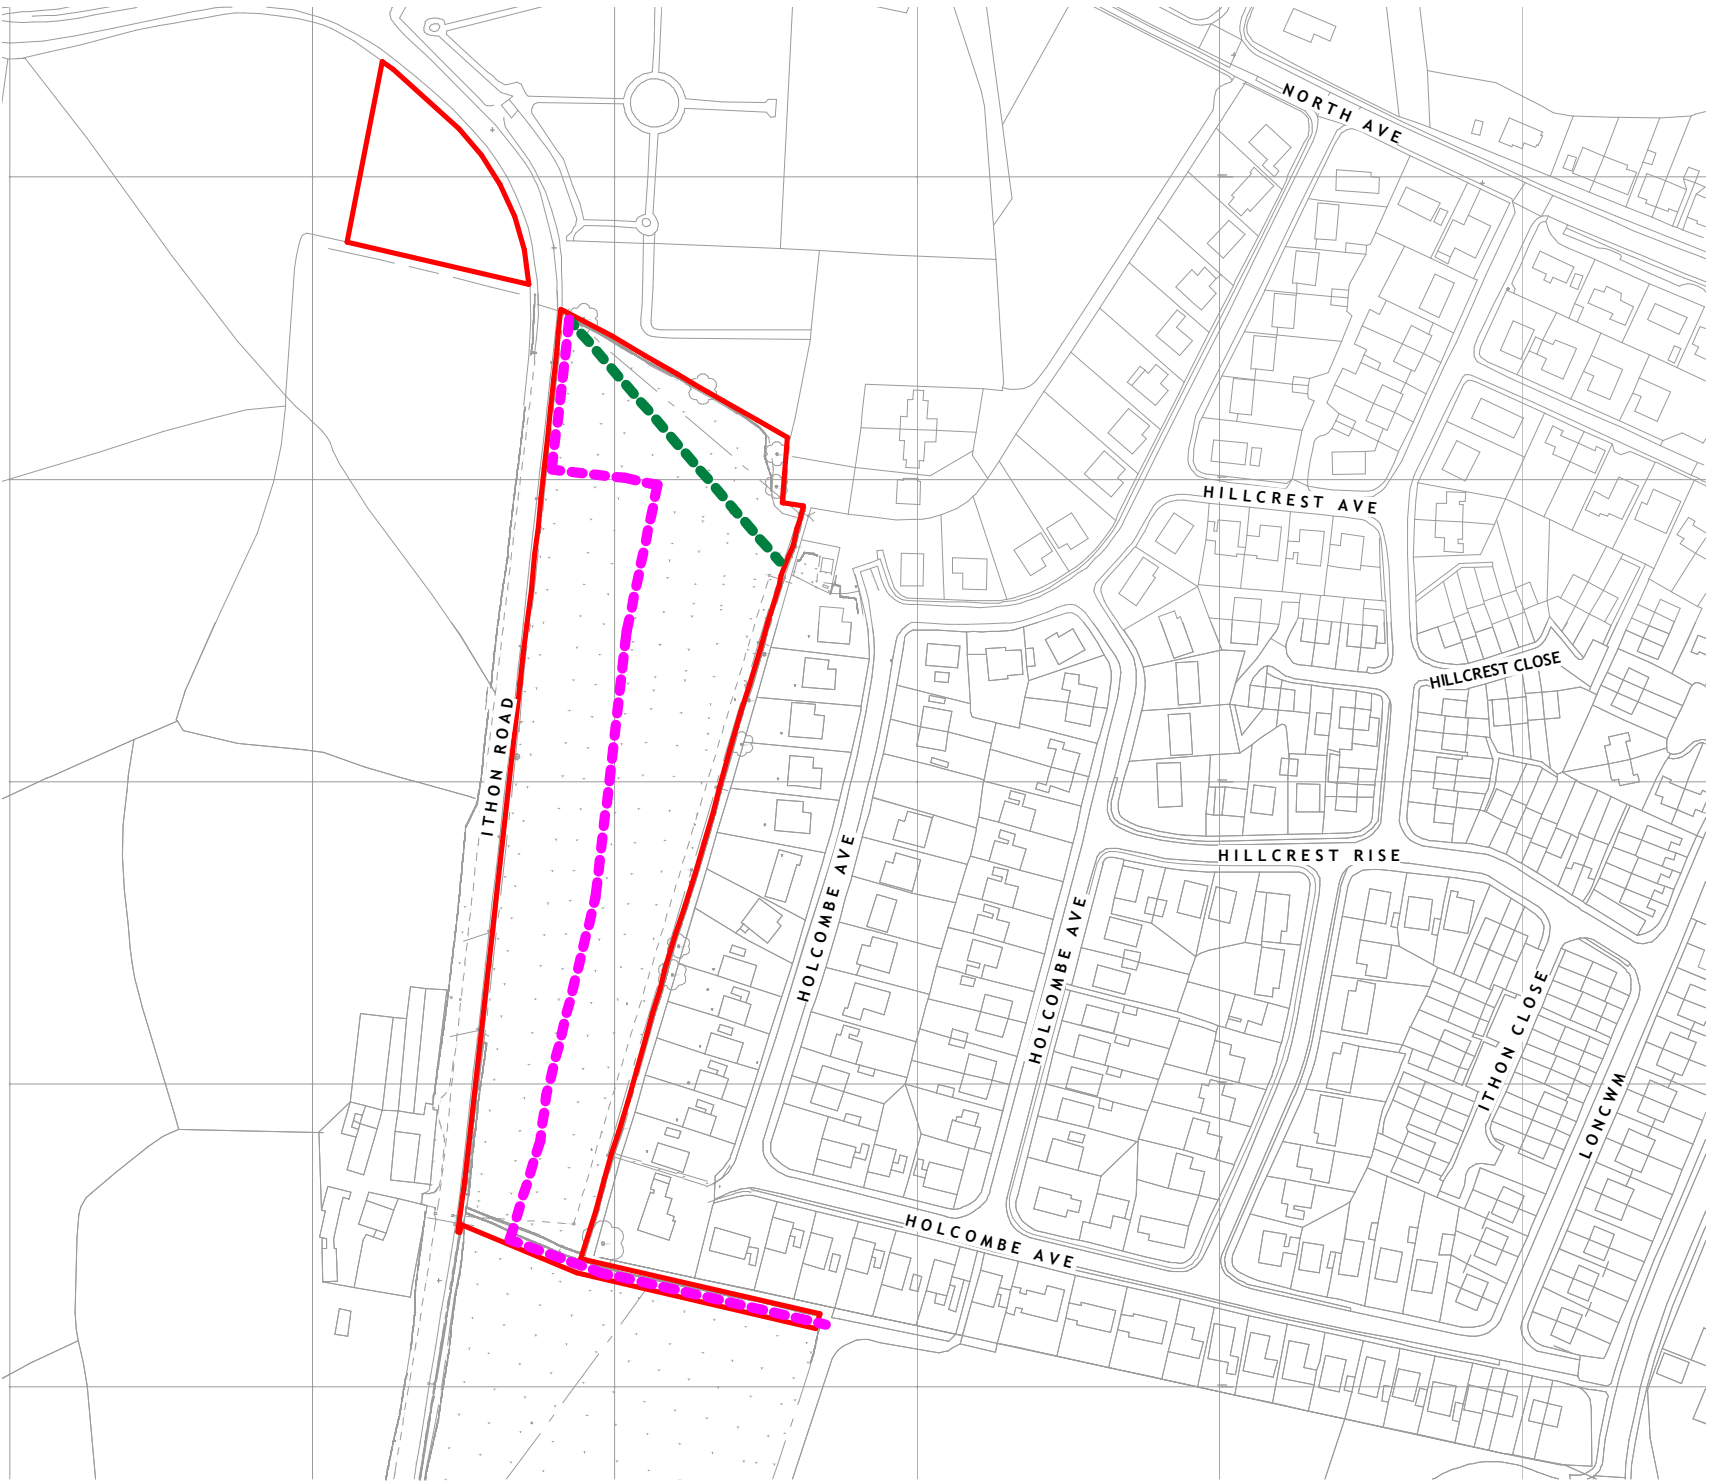 NORTH AVE
HILLCREST AVE
HILLCREST CLOSE
ITHON ROAD
HILLCREST RISE
HOLCOMBE AVE
HOLCOMBE AVE
ITHON CLOSE
LONCWM
HOLCOMBE AVE